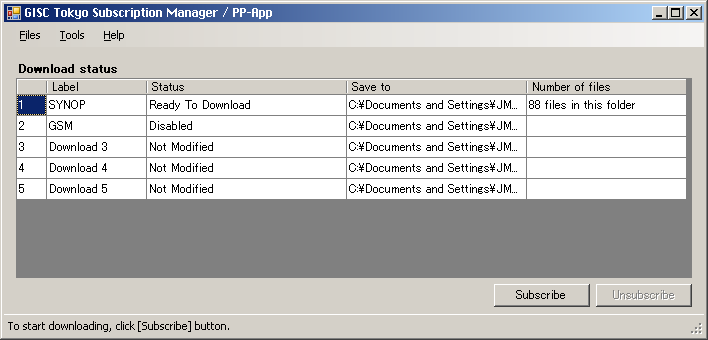 GISC Tokyo Subscription Manager / PP-App
Files Tools Help
Download status
Label Status Save to Number of files
1 SYNOP Ready To Download C:¥Documents and Settings¥JM... 88 files in this folder
2 GSM Disabled C:¥Documents and Settings¥JM...
3 Download 3 Not Modified C:¥Documents and Settings¥JM...
4 Download 4 Not Modified C:¥Documents and Settings¥JM...
5 Download 5 Not Modified C:¥Documents and Settings¥JM...
Subscribe Unsubscribe
To start downloading, click [Subscribe] button.